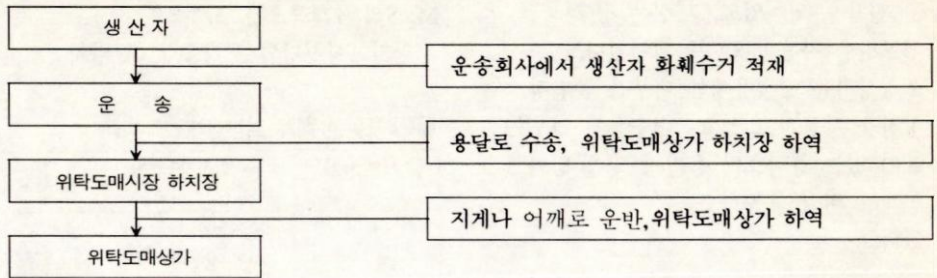 생 산 자
운송회사에서 생산자 화훼수거 적재
운 송
용달로 수송, 위탁도매상가 하치장 하역
위탁도매시장 하치장
지게나 어깨로 운반,위탁도매상가 하역
위탁도매상가